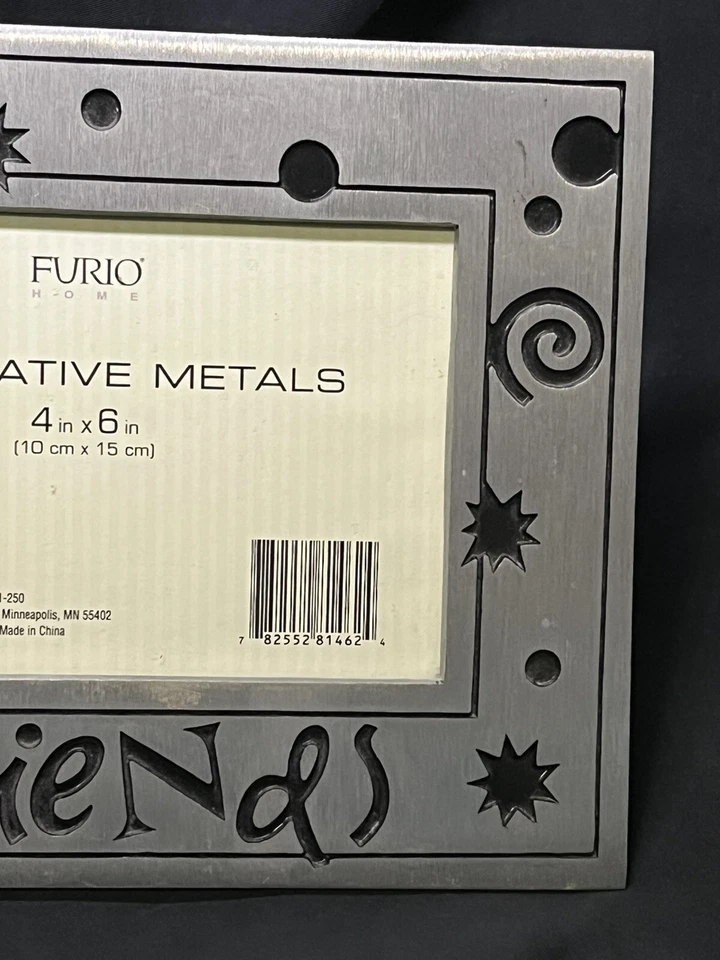 FURIO®
HOME
ATIVE METALS
4 in x 6 in
(10 cm x 15 cm)
1-250
Minneapolis, MN 55402
Made in China
7 82552 81462 4
ieNds